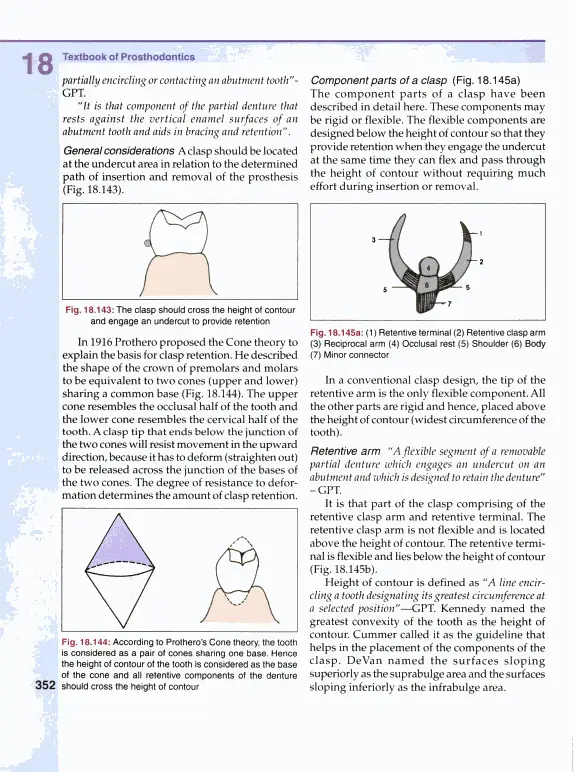 18
Textbook of Prosthodontics
partially encircling or contacting an abutment tooth"-
GPT.
"It is that component of the partial denture that
rests against the vertical enamel surfaces of an
abutment tooth and aids in bracing and retention".
General considerations A clasp should be located
at the undercut area in relation to the determined
path of insertion and removal of the prosthesis
(Fig. 18.143).
Fig. 18.143: The clasp should cross the height of contour
and engage an undercut to provide retention
In 1916 Prothero proposed the Cone theory to
explain the basis for clasp retention. He described
the shape of the crown of premolars and molars
to be equivalent to two cones (upper and lower)
sharing a common base (Fig. 18.144). The upper
cone resembles the occlusal half of the tooth and
the lower cone resembles the cervical half of the
tooth. A clasp tip that ends below the junction of
the two cones will resist movement in the upward
direction, because it has to deform (straighten out)
to be released across the junction of the bases of
the two cones. The degree of resistance to defor-
mation determines the amount of clasp retention.
Fig. 18.144: According to Prothero's Cone theory, the tooth
is considered as a pair of cones sharing one base. Hence
the height of contour of the tooth is considered as the base
of the cone and all retentive components of the denture
should cross the height of contour
352
Component parts of a clasp (Fig. 18.145a)
The component parts of a clasp have been
described in detail here. These components may
be rigid or flexible. The flexible components are
designed below the height of contour so that they
provide retention when they engage the undercut
at the same time they can flex and pass through
the height of contour without requiring much
effort during insertion or removal.
3
1
2
4
6
5
5
7
Fig. 18.145a: (1) Retentive terminal (2) Retentive clasp arm
(3) Reciprocal arm (4) Occlusal rest (5) Shoulder (6) Body
(7) Minor connector
In a conventional clasp design, the tip of the
retentive arm is the only flexible component. All
the other parts are rigid and hence, placed above
the height of contour (widest circumference of the
tooth).
Retentive arm "A flexible segment of a removable
partial denture which engages an undercut on an
abutment and which is designed to retain the denture"
– GPT.
It is that part of the clasp comprising of the
retentive clasp arm and retentive terminal. The
retentive clasp arm is not flexible and is located
above the height of contour. The retentive termi-
nal is flexible and lies below the height of contour
(Fig. 18.145b).
Height of contour is defined as "A line encir-
cling a tooth designating its greatest circumference at
a selected position"—GPT. Kennedy named the
greatest convexity of the tooth as the height of
contour. Cummer called it as the guideline that
helps in the placement of the components of the
clasp. DeVan named the surfaces sloping
superiorly as the suprabulge area and the surfaces
sloping inferiorly as the infrabulge area.